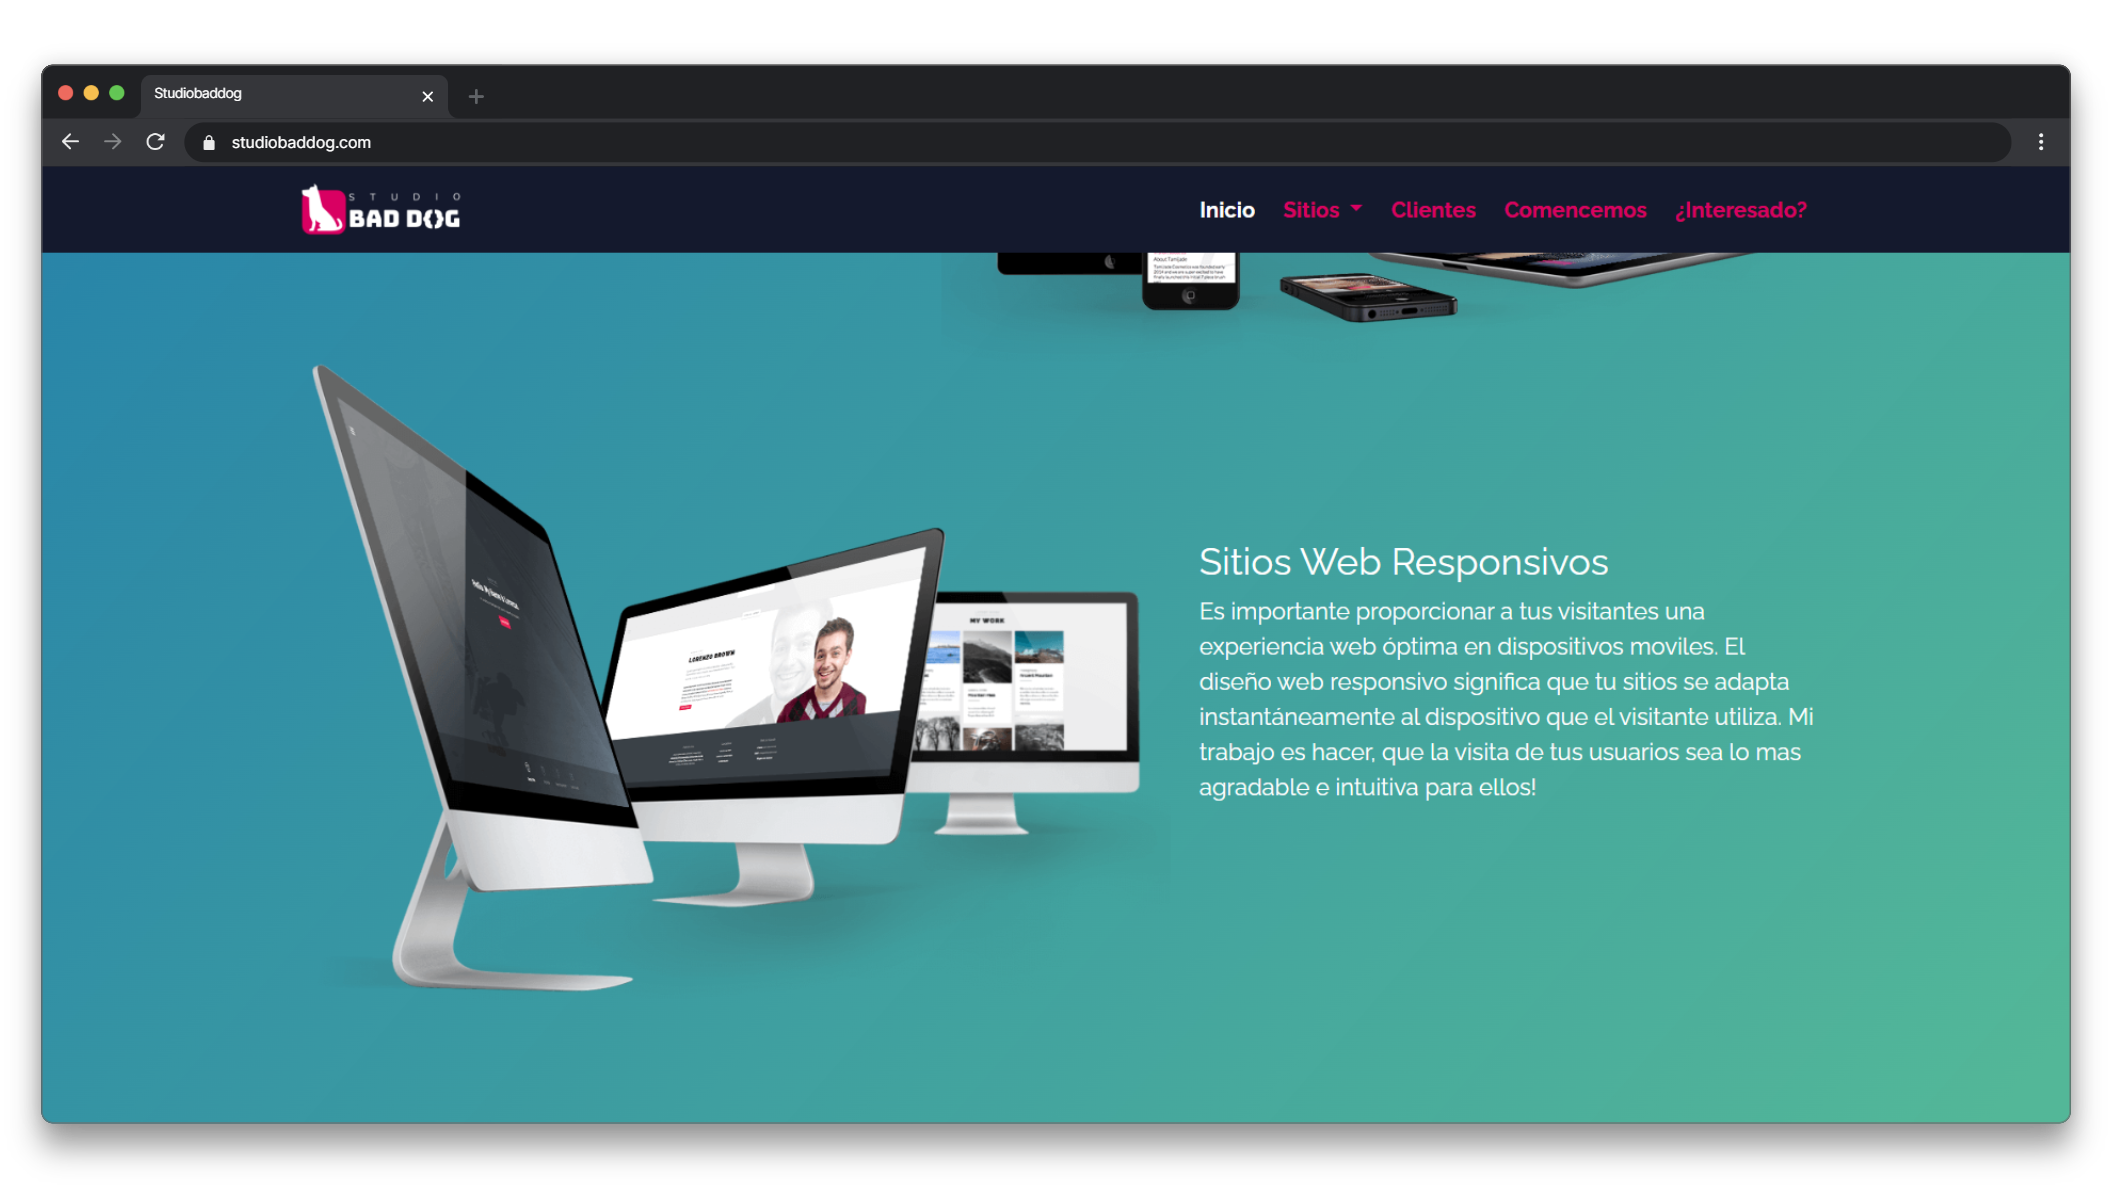 Studiobaddog
studiobaddog.com
STUDIO
BAD DOG
Inicio
Sitios
Clientes
Comencemos
¿Interesado?
About TamJade
Sitios Web Responsivos
Es importante proporcionar a tus visitantes una
experiencia web óptima en dispositivos moviles. El
diseño web responsivo significa que tu sitios se adapta
instantáneamente al dispositivo que el visitante utiliza. Mi
trabajo es hacer, que la visita de tus usuarios sea lo mas
agradable e intuitiva para ellos!
LORENZO BROWN
MY WORK